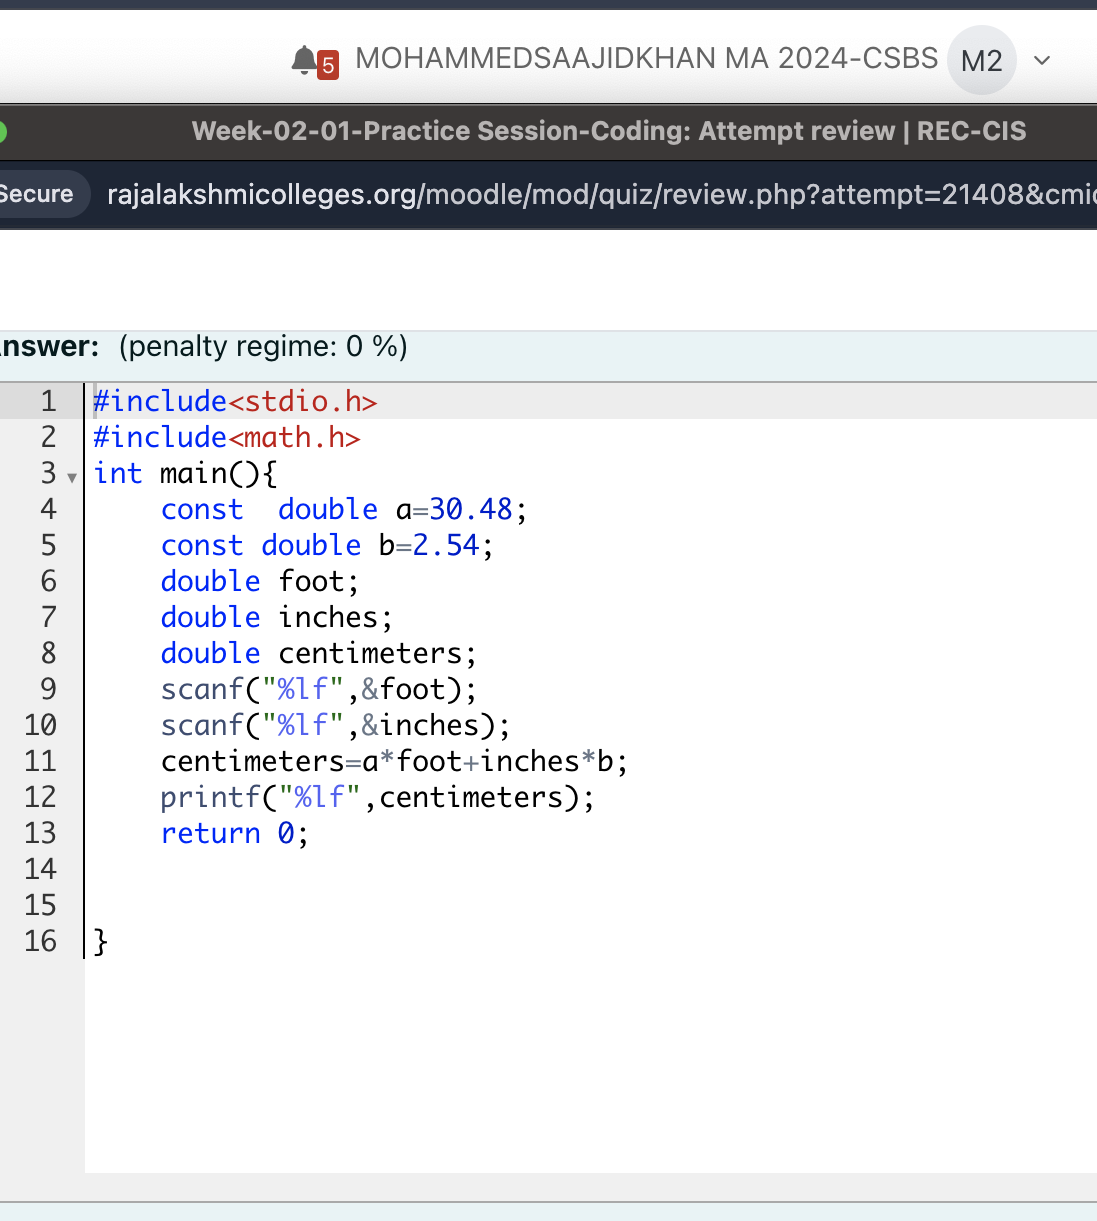 5 MOHAMMEDSAAJIDKHAN MA 2024-CSBS M2
Week-02-01-Practice Session-Coding: Attempt review | REC-CIS
Secure rajalakshmicolleges.org/moodle/mod/quiz/review.php?attempt=21408&cmi
nswer: (penalty regime: 0 %)
1 #include<stdio.h>
2 #include<math.h>
3 int main(){
4     const  double a=30.48;
5     const double b=2.54;
6     double foot;
7     double inches;
8     double centimeters;
9     scanf("%lf",&foot);
10     scanf("%lf",&inches);
11     centimeters=a*foot+inches*b;
12     printf("%lf",centimeters);
13     return 0;
14
15
16 }